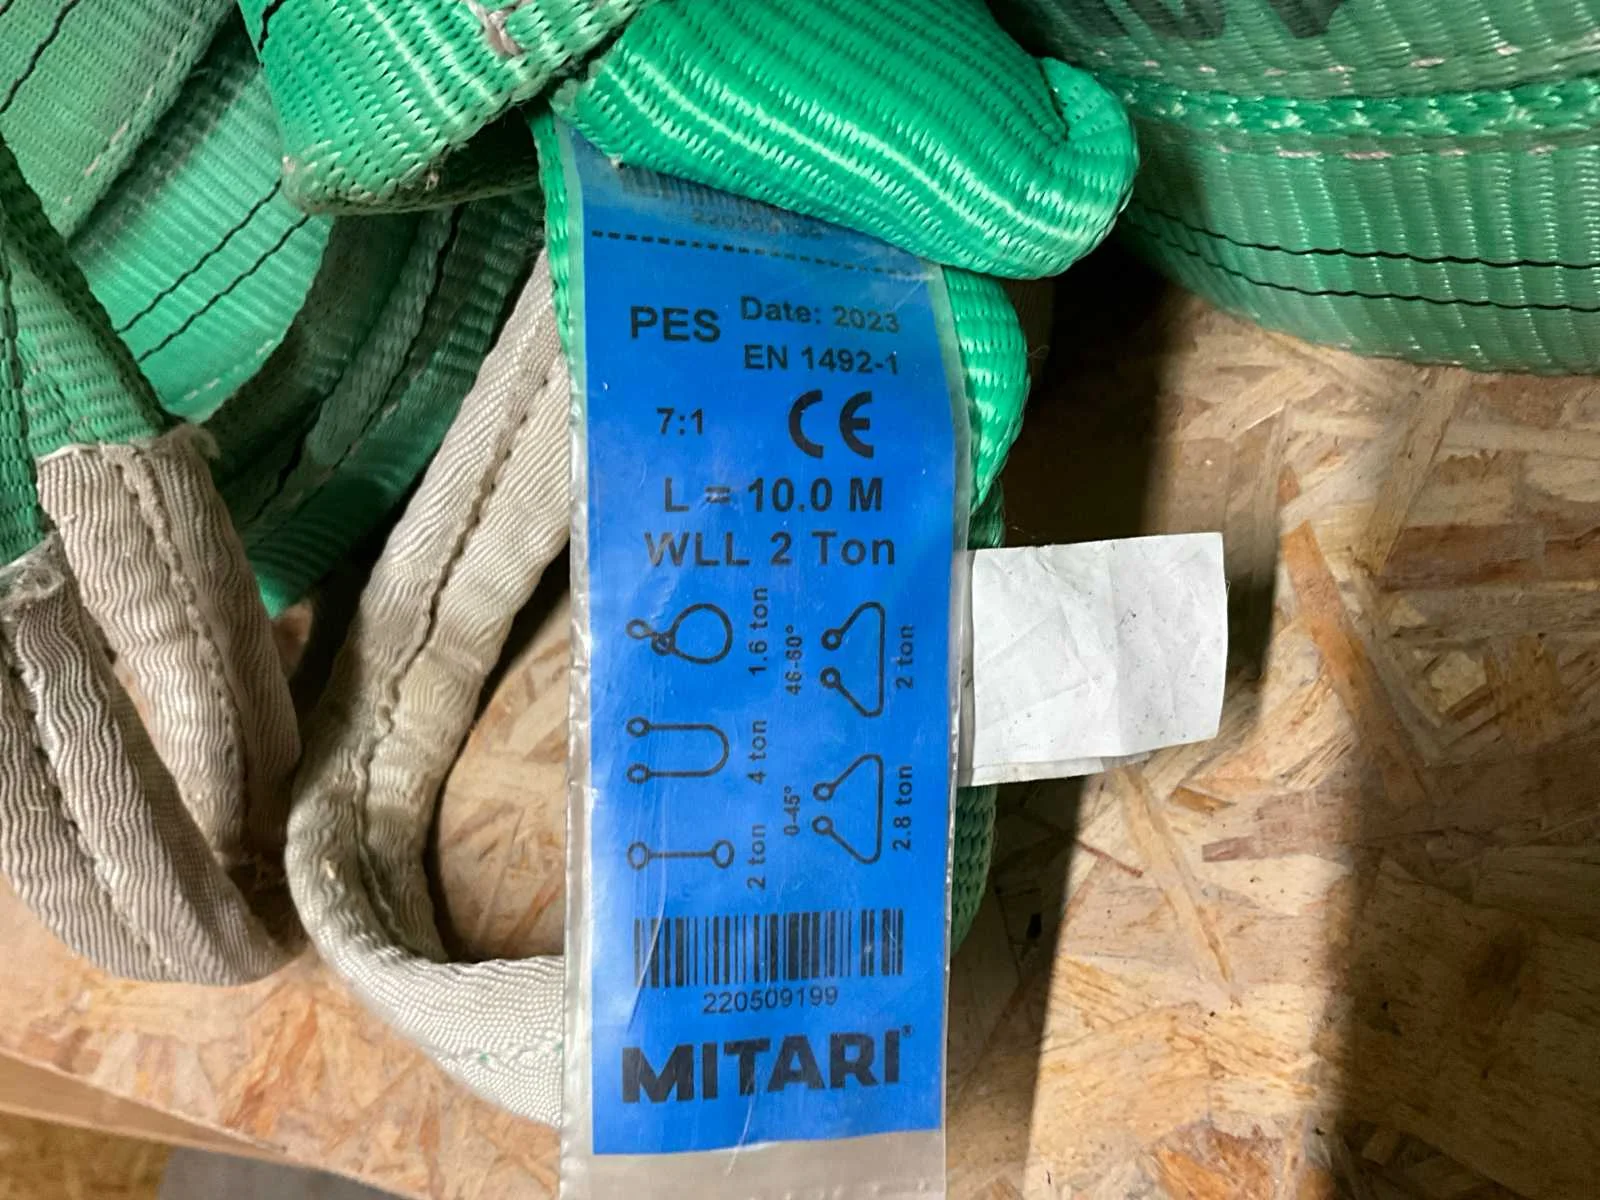 PES Date: 2023
EN 1492-1
7:1 CE
L = 10.0 M
WLL 2 Ton
1.6 ton
46-60°
2 ton
4 ton
2 ton
0-45°
2.8 ton
220509199
MITARI®